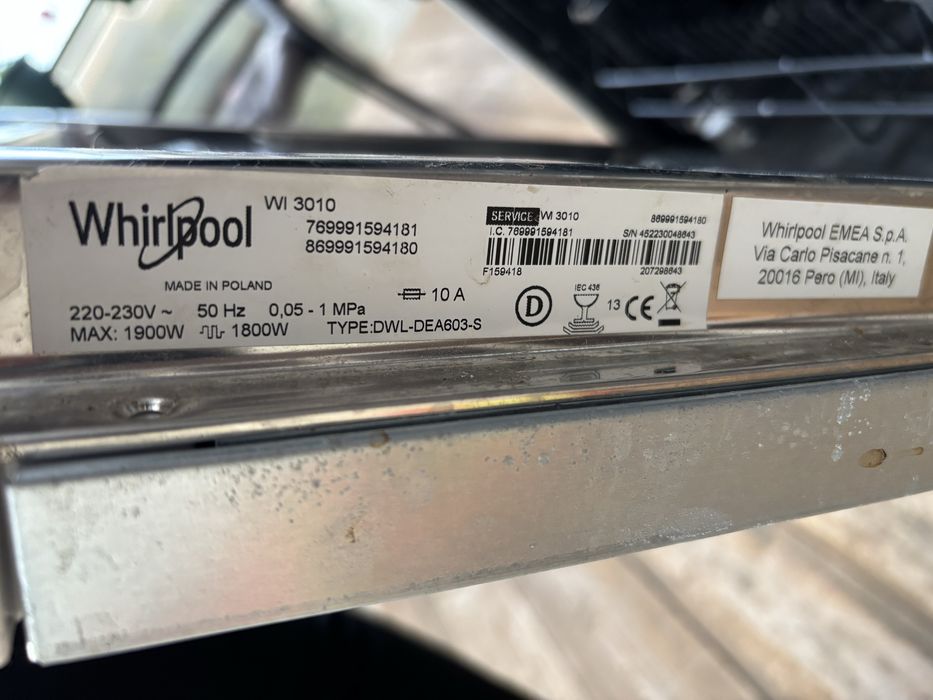 Whirlpool
WI 3010
769991594181
869991594180
MADE IN POLAND
10 A
220-230V ~ 50 Hz 0,05 - 1 MPa
MAX: 1900W 1800W TYPE:DWL-DEA603-S
SERVICE WI 3010 869991594180
I.C. 769991594181 S/N 452230048643
F159418 207298643
D
IEC 436
13 CE
Whirlpool EMEA S.p.A.
Via Carlo Pisacane n. 1,
20016 Pero (MI), Italy